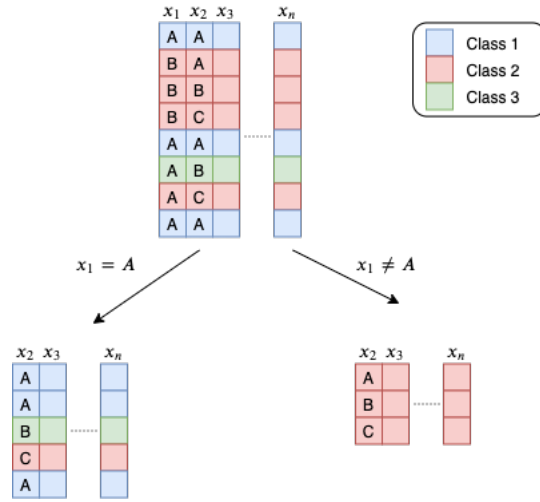 x₁ x₂ x₃ xₙ
A A
B A
B B
B C
A A
A B
A C
A A
Class 1
Class 2
Class 3
x₁ = A
x₁ ≠ A
x₂ x₃ xₙ
A
A
B
C
A
x₂ x₃ xₙ
A
B
C